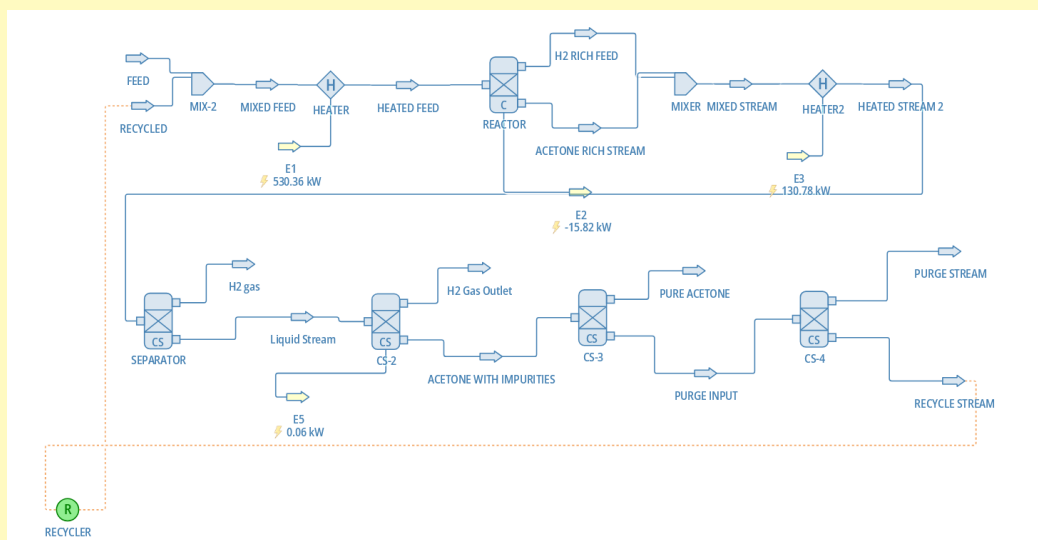 H2 RICH FEED
FEED
H
H
MIX-2
MIXED FEED
HEATER
HEATED FEED
C
REACTOR
MIXER
MIXED STREAM
HEATER2
HEATED STREAM 2
RECYCLED
ACETONE RICH STREAM
E1
530.36 kW
E3
130.78 kW
E2
-15.82 kW
H2 gas
H2 Gas Outlet
PURE ACETONE
PURGE STREAM
Liquid Stream
CS
SEPARATOR
CS
CS-2
CS
CS-3
CS
CS-4
ACETONE WITH IMPURITIES
PURGE INPUT
RECYCLE STREAM
E5
0.06 kW
R
RECYCLER